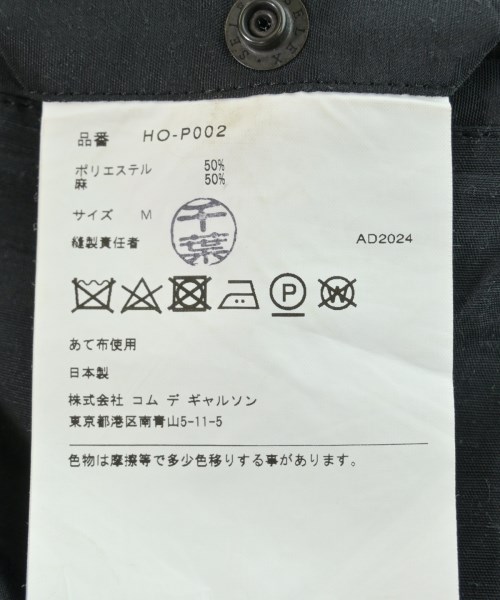 品番 HO-P002
ポリエステル 50%
麻 50%
サイズ M
千葉
縫製責任者 AD2024
P W
あて布使用
日本製
株式会社 コム デ ギャルソン
東京都港区南青山5-11-5
色物は摩擦等で多少色移りする事があります。